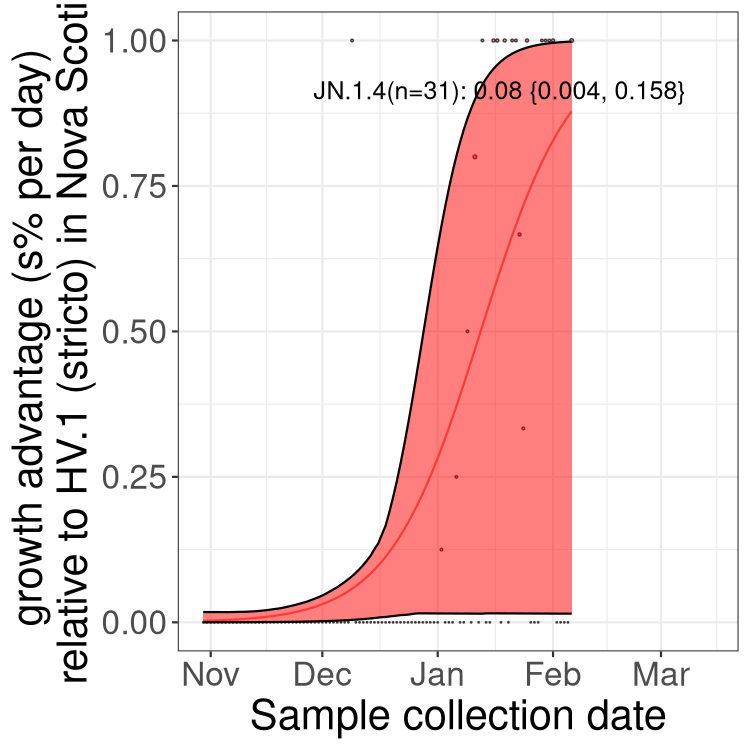 growth advantage (s% per day)
relative to HV.1 (stricto) in Nova Scoti
1.00
0.75
0.50
0.25
0.00
JN.1.4(n=31): 0.08 {0.004, 0.158}
Nov Dec Jan Feb Mar
Sample collection date